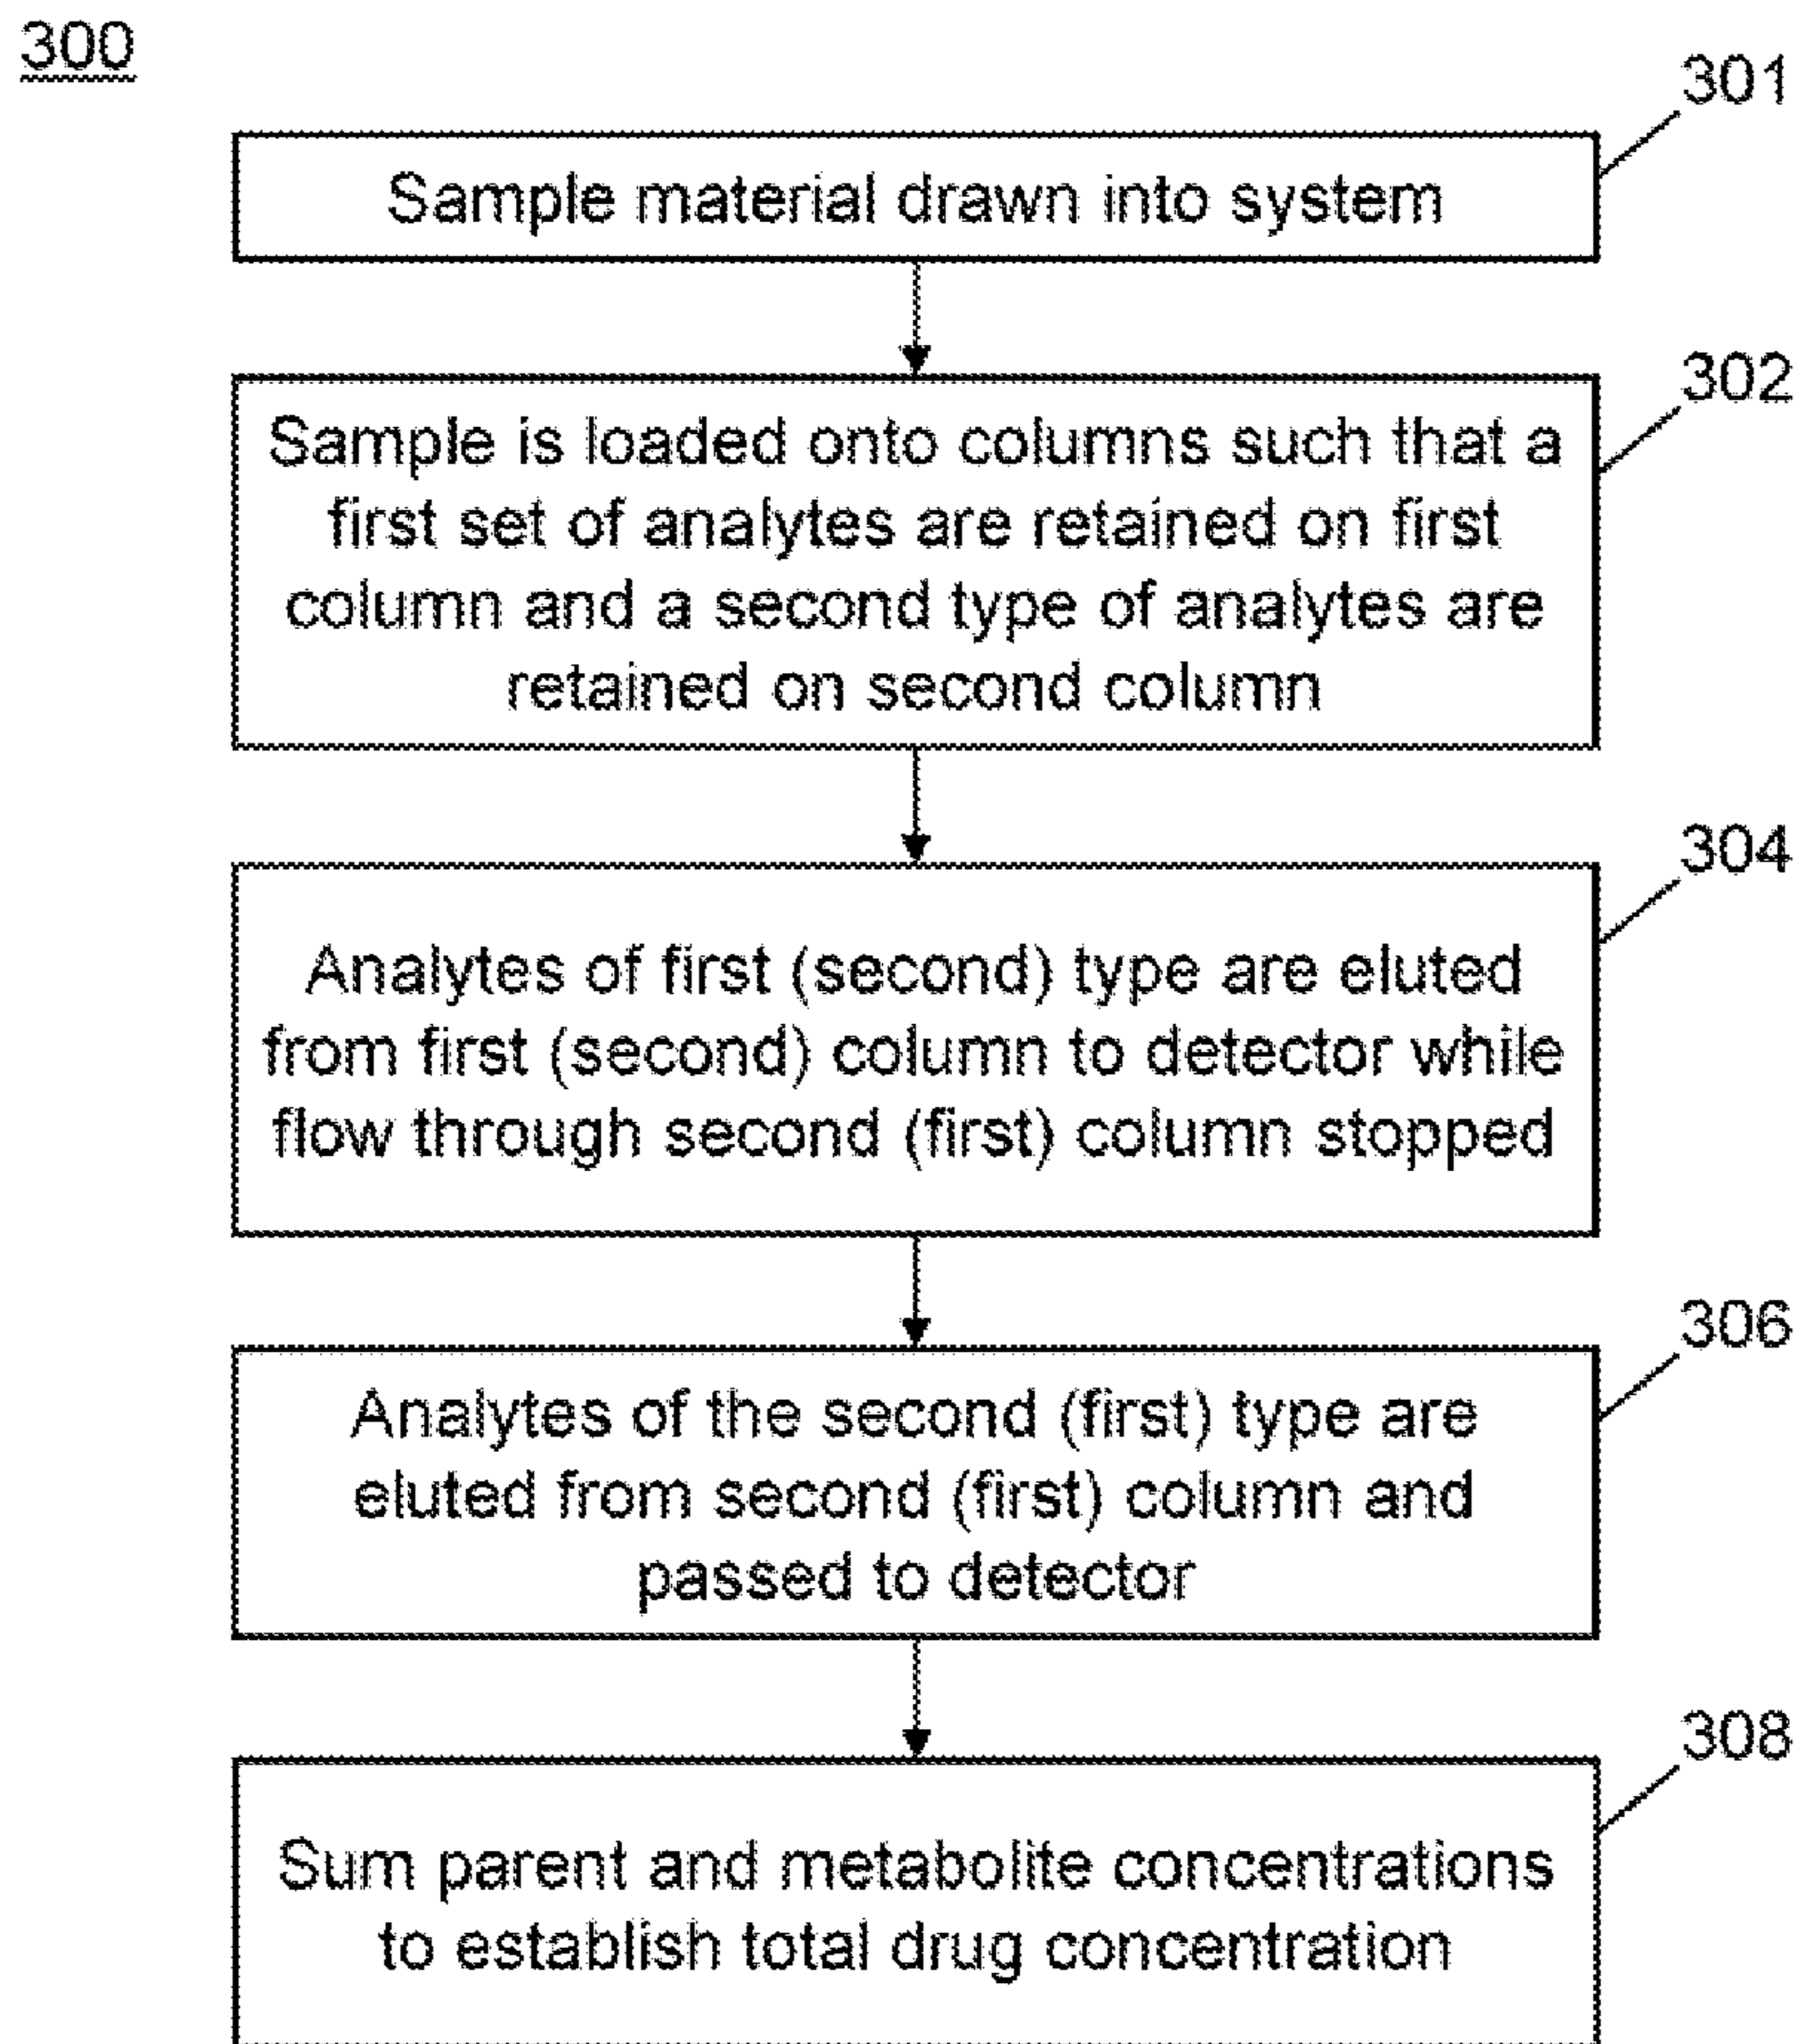 300
301
Sample material drawn into system
302
Sample is loaded onto columns such that a
first set of analytes are retained on first
column and a second type of analytes are
retained on second column
304
Analytes of first (second) type are eluted
from first (second) column to detector while
flow through second (first) column stopped
306
Analytes of the second (first) type are
eluted from second (first) column and
passed to detector
308
Sum parent and metabolite concentrations
to establish total drug concentration